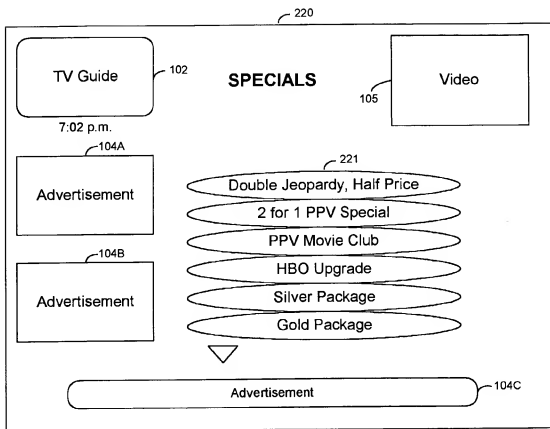 220
TV Guide
102
SPECIALS
105
Video
7:02 p.m.
104A
Advertisement
221
Double Jeopardy, Half Price
2 for 1 PPV Special
PPV Movie Club
104B
HBO Upgrade
Advertisement
Silver Package
Gold Package
Advertisement
104C